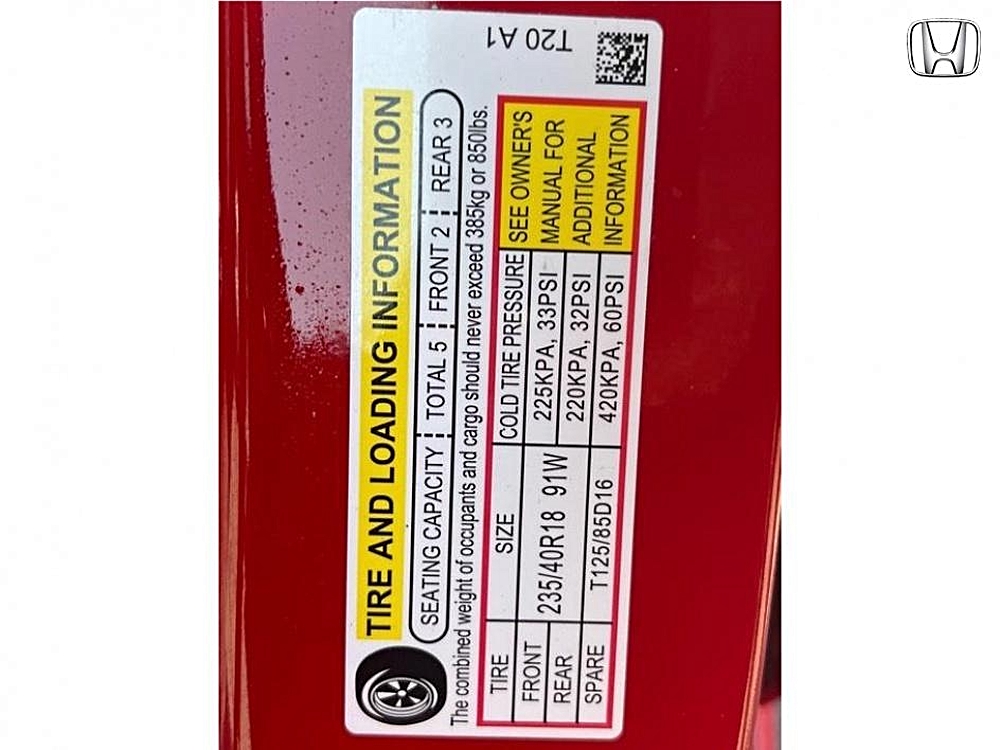 TIRE AND LOADING INFORMATION
SEATING CAPACITY TOTAL 5 FRONT 2 REAR 3
The combined weight of occupants and cargo should never exceed 385kg or 850lbs.
TIRE SIZE COLD TIRE PRESSURE
FRONT 235/40R18 91W 225KPA, 33PSI
REAR 220KPA, 32PSI
SPARE T125/85D16 420KPA, 60PSI
SEE OWNER'S
MANUAL FOR
ADDITIONAL
INFORMATION
T20 A1